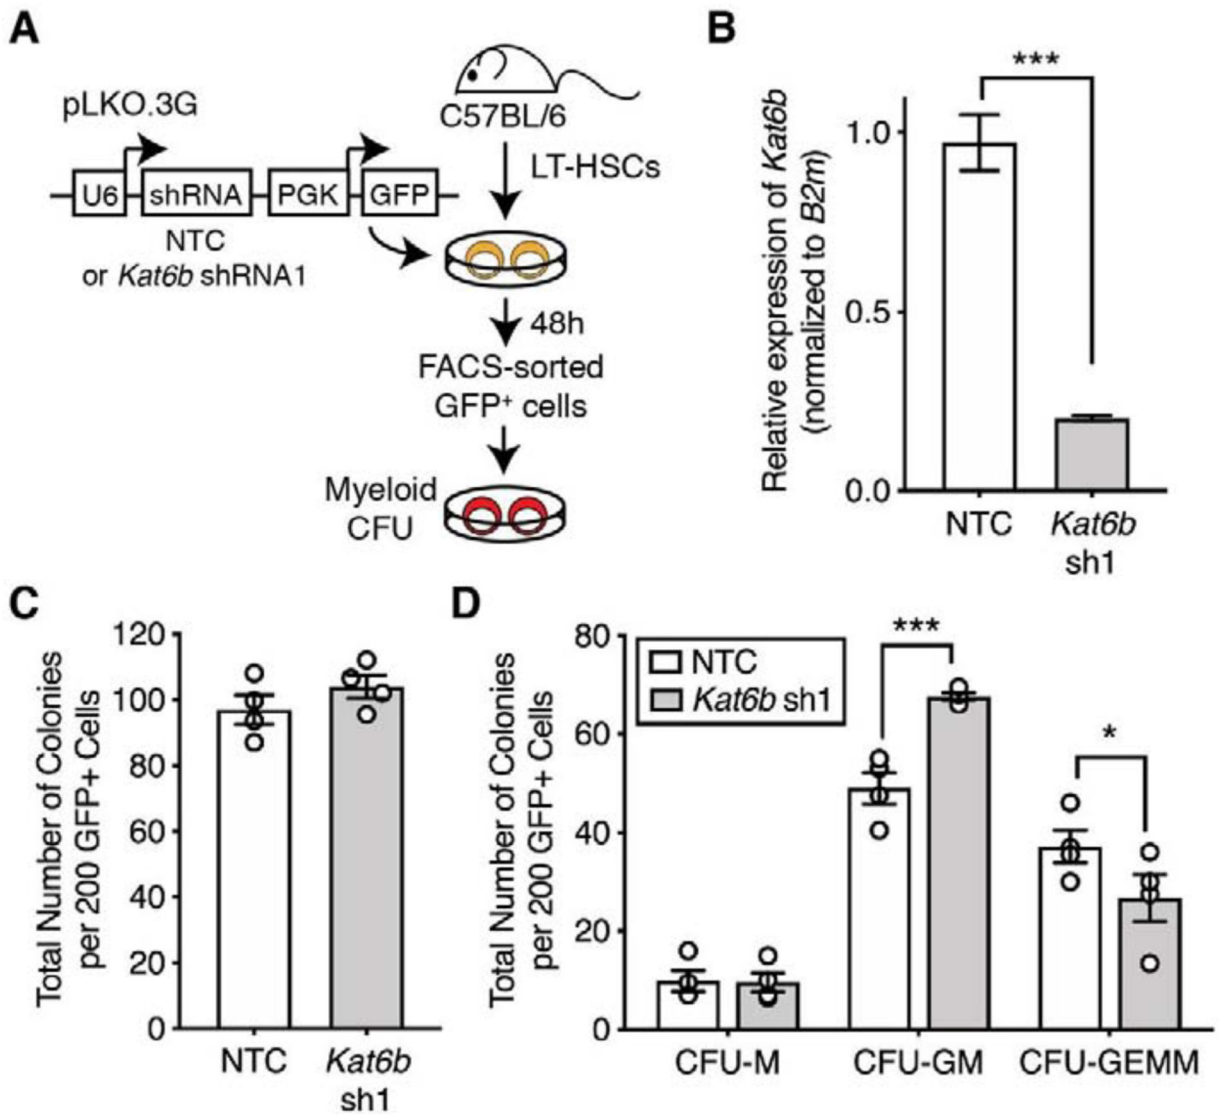 A
pLKO.3G
U6
shRNA
PGK
GFP
NTC
or Kat6b shRNA1
C57BL/6
LT-HSCs
48h
FACS-sorted
GFP+ cells
Myeloid
CFU
B
***
Relative expression of Kat6b
(normalized to B2m)
1.0
0.5
0.0
NTC
Kat6b
sh1
C
Total Number of Colonies
per 200 GFP+ Cells
120
100
80
60
40
20
0
NTC
Kat6b
sh1
D
Total Number of Colonies
per 200 GFP+ Cells
80
60
40
20
0
NTC
Kat6b sh1
***
*
CFU-M
CFU-GM
CFU-GEMM